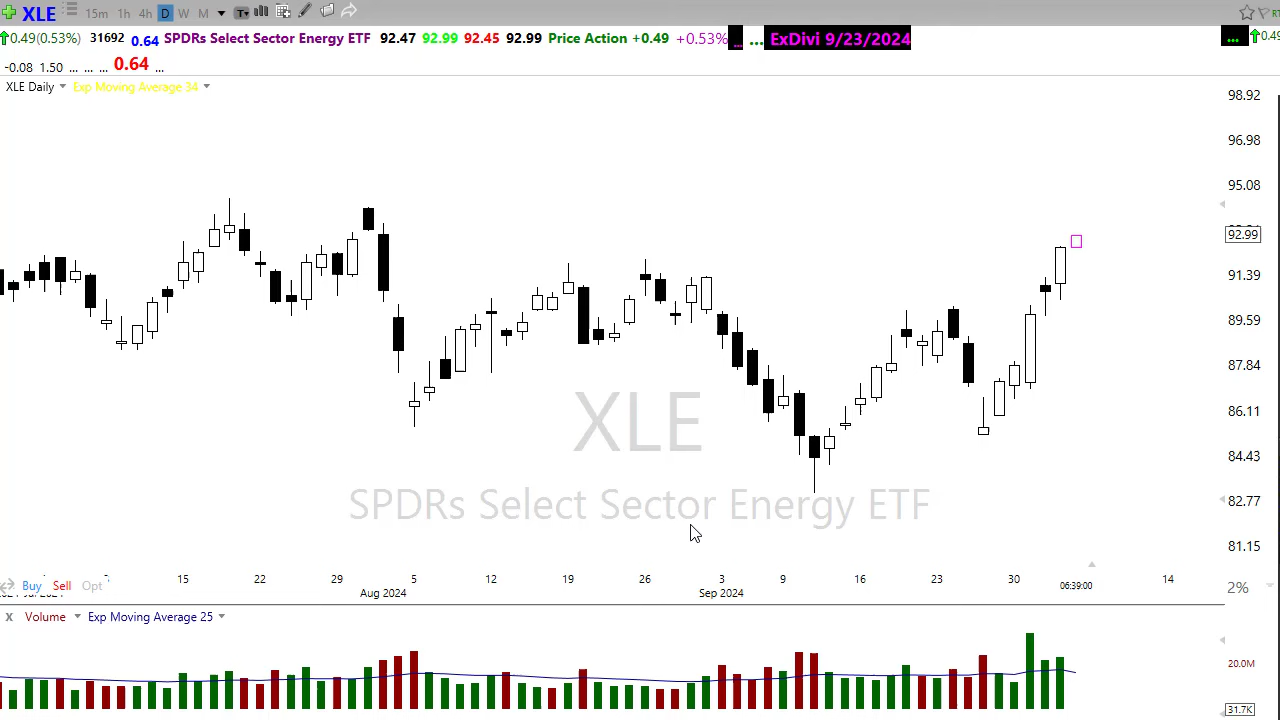 XLE 15m 1h 4h D W M T
0.49(0.53%) 31692 0.64 SPDRs Select Sector Energy ETF 92.47 92.99 92.45 92.99 Price Action +0.49 +0.53% ... ... ExDivi 9/23/2024 ... 0.49
-0.08 1.50 ... ... ... 0.64 ...
XLE Daily Exp Moving Average 34
98.92
96.98
95.08
92.99
91.39
89.59
87.84
86.11
84.43
82.77
81.15
XLE
SPDRs Select Sector Energy ETF
15 22 29 5 12 19 26 3 9 16 23 30 14
Buy Sell Opt
06:39:00
2%
Aug 2024 Sep 2024
X Volume Exp Moving Average 25
20.0M
31.7K